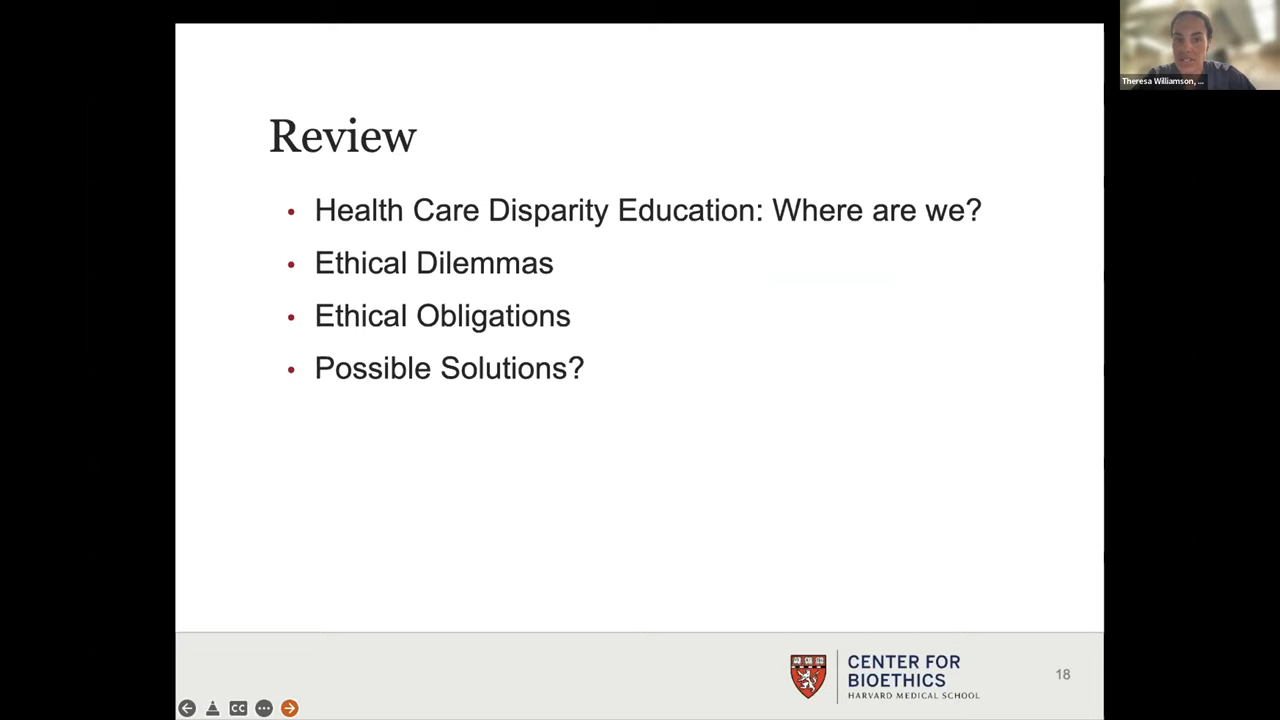 Theresa Williamson, ...
Review
• Health Care Disparity Education: Where are we?
• Ethical Dilemmas
• Ethical Obligations
• Possible Solutions?
CENTER FOR
BIOETHICS
HARVARD MEDICAL SCHOOL
18
CC